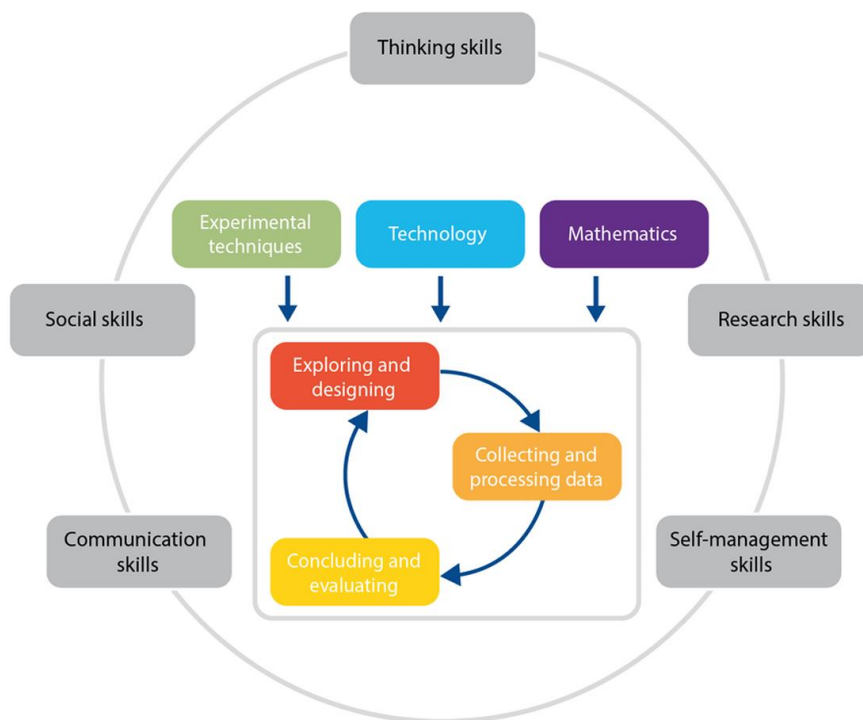 Thinking skills
Experimental
techniques
Technology
Mathematics
Social skills
Research skills
Exploring and
designing
Collecting and
processing data
Communication
skills
Self-management
skills
Concluding and
evaluating